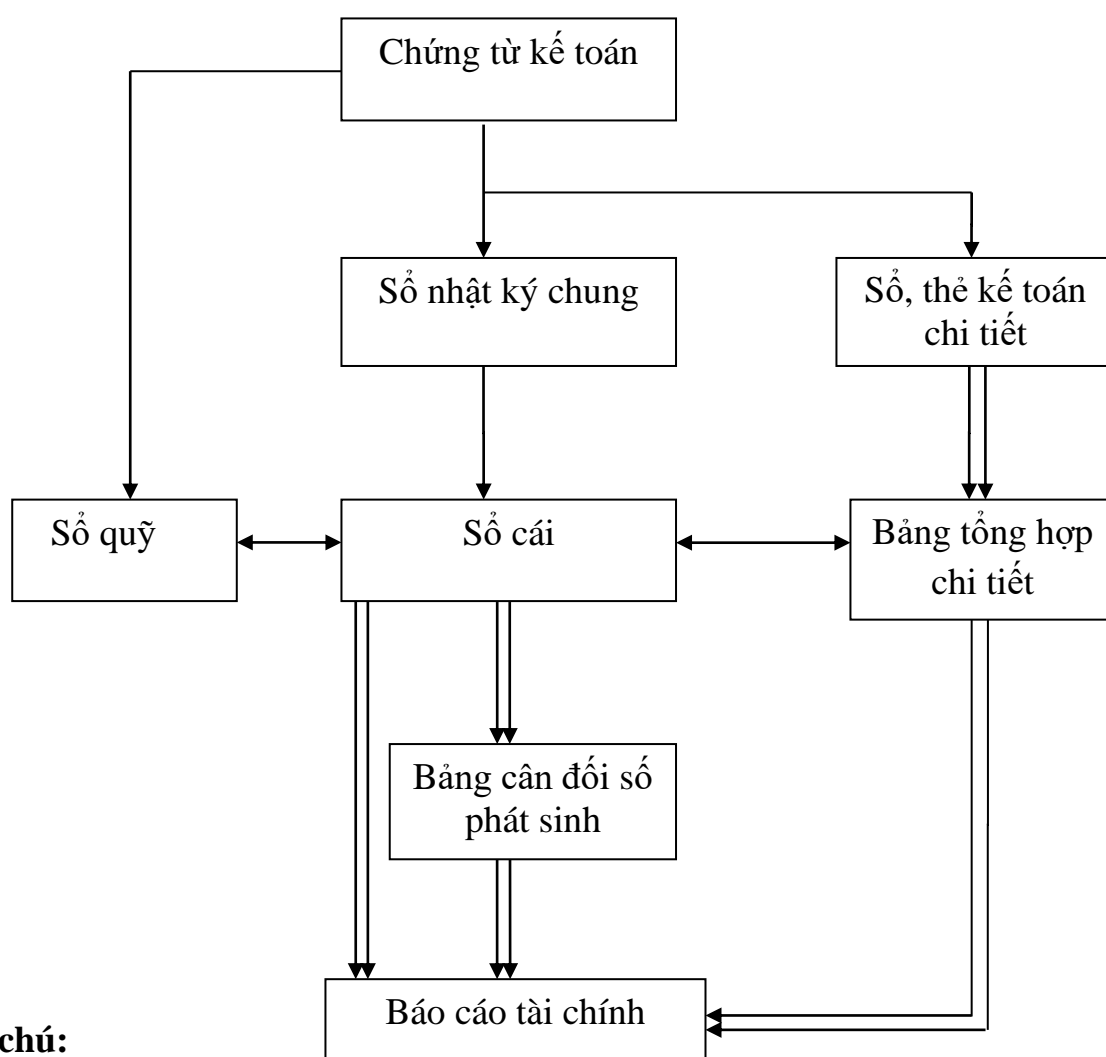 Chứng từ kế toán
Sổ nhật ký chung
Sổ, thẻ kế toán
chi tiết
Sổ quỹ
Sổ cái
Bảng tổng hợp
chi tiết
Bảng cân đối số
phát sinh
Báo cáo tài chính
chú: